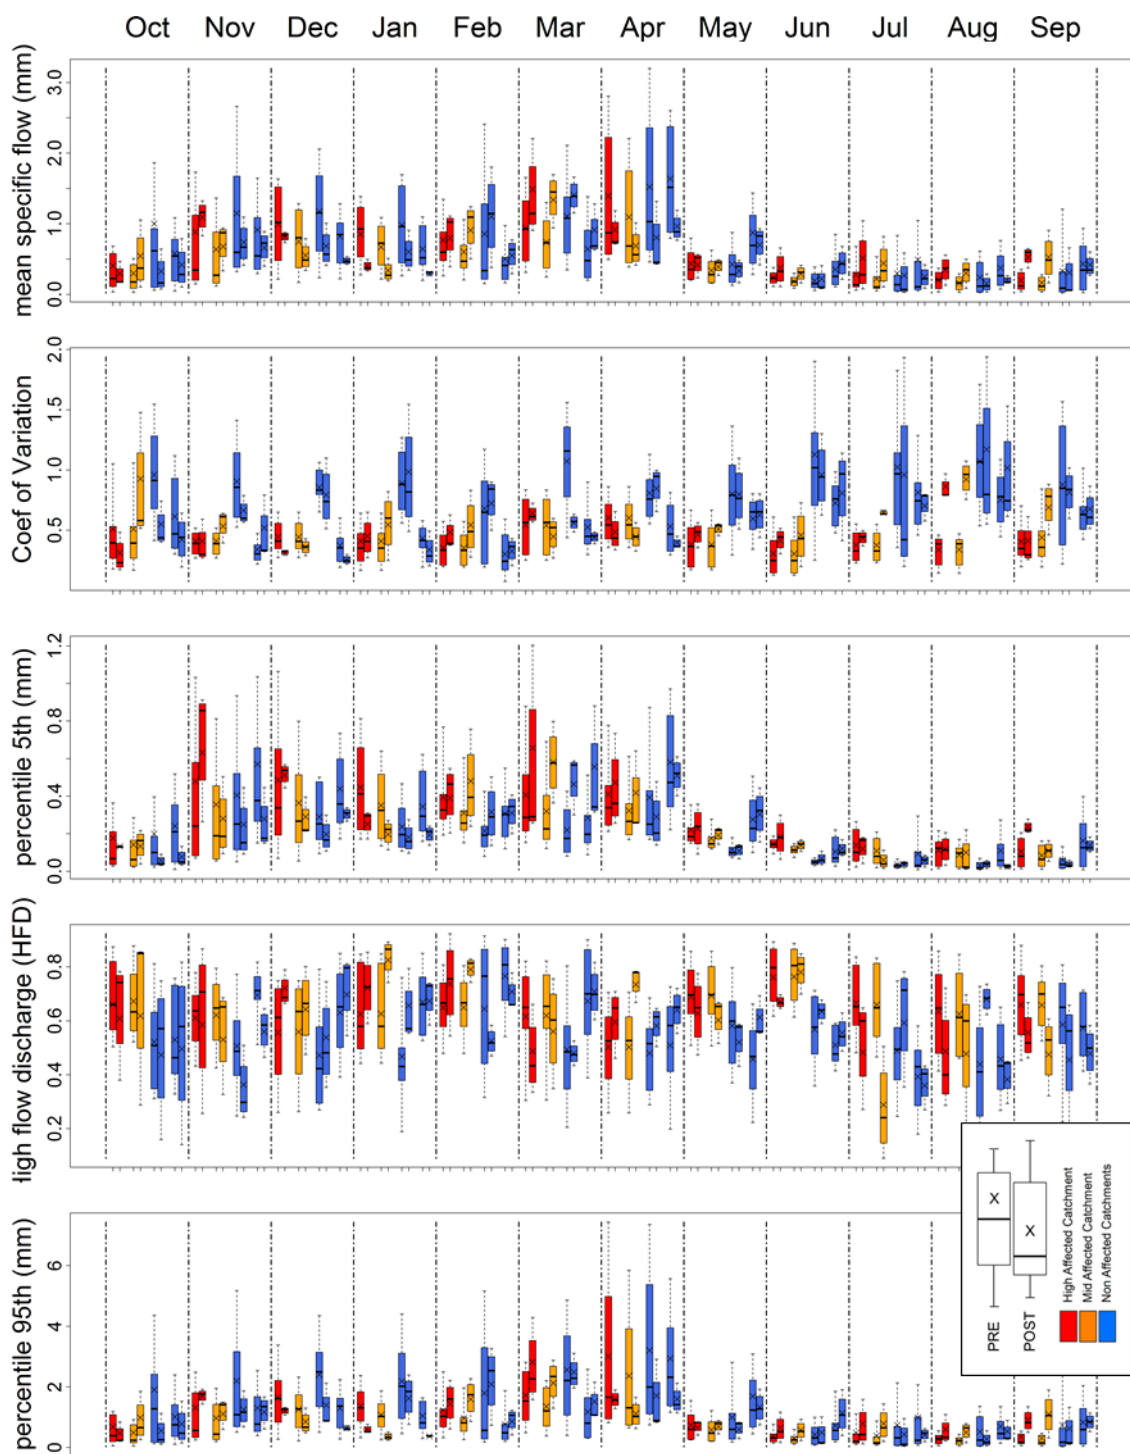 Oct Nov Dec Jan Feb Mar Apr May Jun Jul Aug Sep
mean specific flow (mm)
3.0
2.0
1.0
0.0
Coef of Variation
2.0
1.5
1.0
0.5
percentile 5th (mm)
1.2
0.8
0.4
0.0
High flow discharge (HFD)
0.8
0.6
0.4
0.2
percentile 95th (mm)
6
4
2
0
PRE
POST
High Affected Catchment
Mid Affected Catchment
Non Affected Catchments